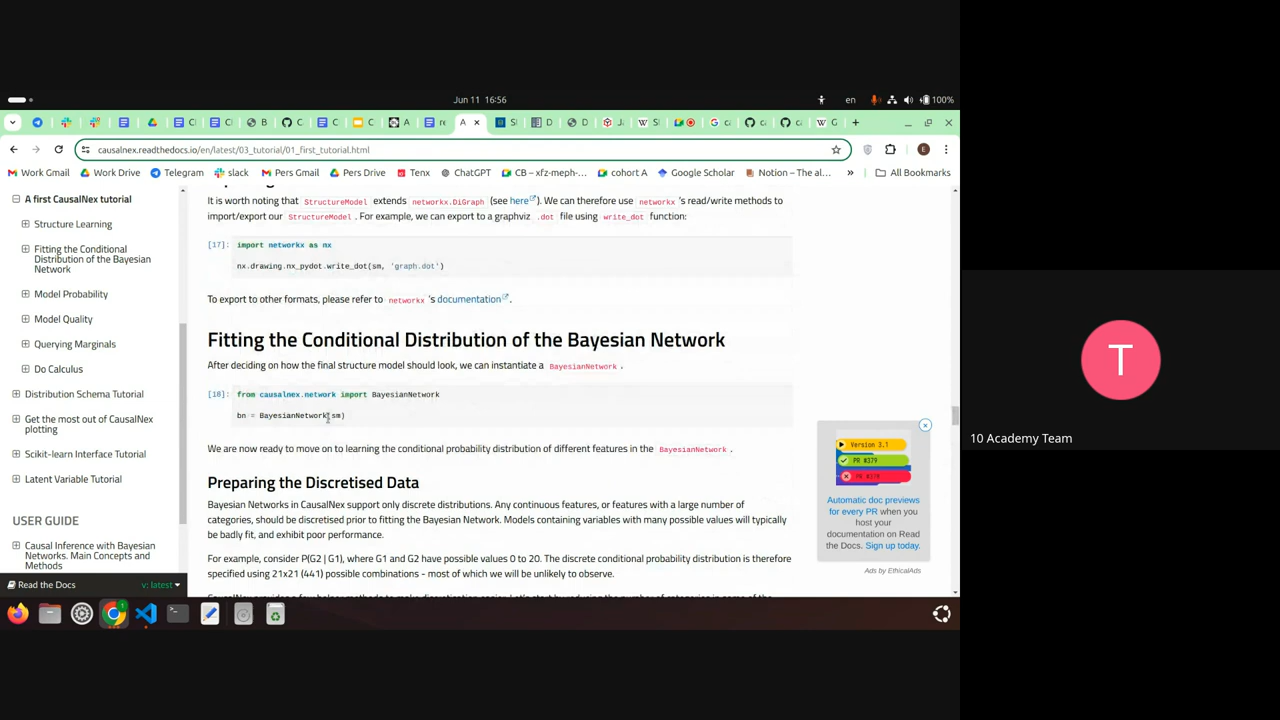 Jun 11 16:56
en
100%
causalnex.readthedocs.io/en/latest/03_tutorial/01_first_tutorial.html
Work Gmail
Work Drive
Telegram
slack
Pers Gmail
Pers Drive
Tenx
ChatGPT
CB – xfz-meph-...
cohort A
Google Scholar
Notion – The al...
All Bookmarks
A first CausalNex tutorial
Structure Learning
Fitting the Conditional
Distribution of the Bayesian
Network
Model Probability
Model Quality
Querying Marginals
Do Calculus
Distribution Schema Tutorial
Get the most out of CausalNex
plotting
Scikit-learn Interface Tutorial
Latent Variable Tutorial
USER GUIDE
Causal Inference with Bayesian
Networks. Main Concepts and
Methods
Read the Docs
v: latest
It is worth noting that StructureModel extends networkx.DiGraph (see here). We can therefore use networkx 's read/write methods to
import/export our StructureModel. For example, we can export to a graphviz .dot file using write_dot function:
[17]: import networkx as nx
nx.drawing.nx_pydot.write_dot(sm, 'graph.dot')
To export to other formats, please refer to networkx 's documentation.
Fitting the Conditional Distribution of the Bayesian Network
After deciding on how the final structure model should look, we can instantiate a BayesianNetwork .
[18]: from causalnex.network import BayesianNetwork
bn = BayesianNetwork(sm)
We are now ready to move on to learning the conditional probability distribution of different features in the BayesianNetwork .
Preparing the Discretised Data
Bayesian Networks in CausalNex support only discrete distributions. Any continuous features, or features with a large number of
categories, should be discretised prior to fitting the Bayesian Network. Models containing variables with many possible values will typically
be badly fit, and exhibit poor performance.
For example, consider P(G2 | G1), where G1 and G2 have possible values 0 to 20. The discrete conditional probability distribution is therefore
specified using 21x21 (441) possible combinations - most of which we will be unlikely to observe.
Version 3.1
PR #379
PR #378
Automatic doc previews
for every PR when you
host your
documentation on Read
the Docs. Sign up today.
Ads by EthicalAds
T
10 Academy Team